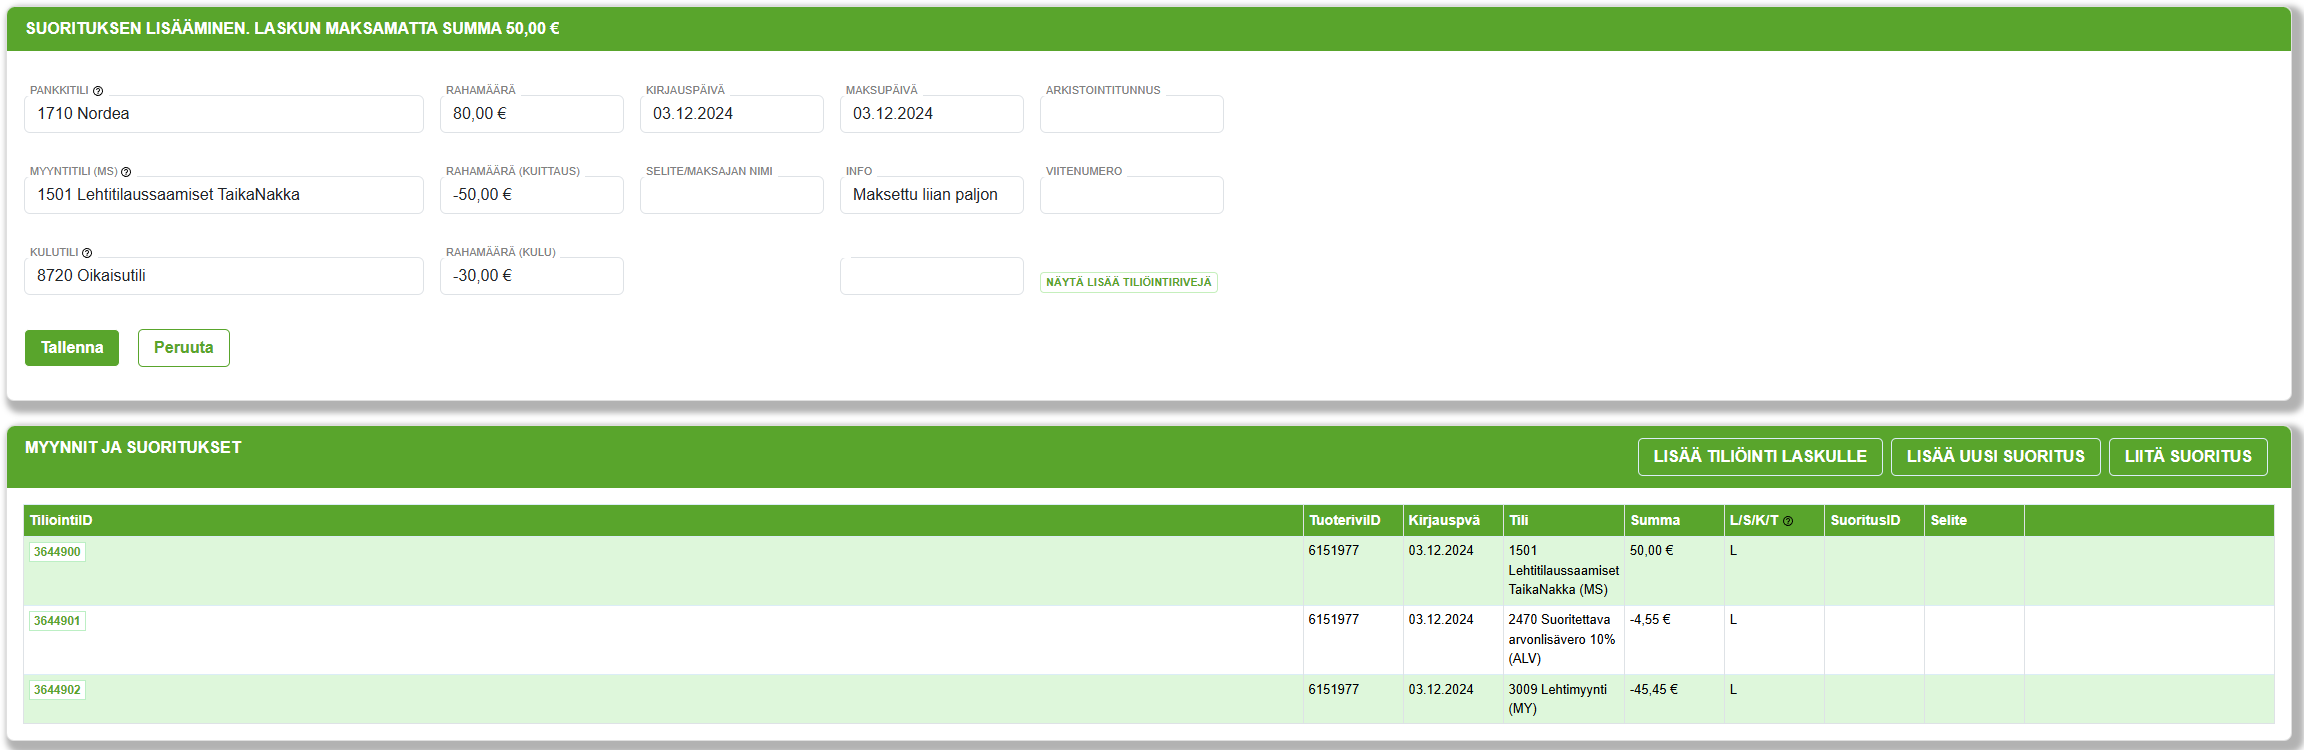 SUORITUKSEN LISÄÄMINEN. LASKUN MAKSAMATTA SUMMA 50,00 €
PANKKITILI
RAHAMÄÄRÄ
KIRJAUSPÄIVÄ
MAKSUPÄIVÄ
ARKISTOINTITUNNUS
1710 Nordea
80,00 €
03.12.2024
03.12.2024
MYYNTITILI (MS)
RAHAMÄÄRÄ (KUITTAUS)
SELITE/MAKSAJAN NIMI
INFO
VIITENUMERO
1501 Lehtitilaussaamiset TaikaNakka
-50,00 €
Maksettu liian paljon
KULUTILI
RAHAMÄÄRÄ (KULU)
8720 Oikaisutili
-30,00 €
NÄYTÄ LISÄÄ TILIÖINTIRIVEJÄ
Tallenna
Peruuta
MYYNNIT JA SUORITUKSET
LISÄÄ TILIÖINTI LASKULLE
LISÄÄ UUSI SUORITUS
LIITÄ SUORITUS
TiliointiID
TuoteriviID
Kirjauspvä
Tili
Summa
L/S/K/T
SuoritusID
Selite
3644900
6151977
03.12.2024
1501
Lehtitilaussaamiset
TaikaNakka (MS)
50,00 €
L
3644901
6151977
03.12.2024
2470 Suoritettava
arvonlisävero 10%
(ALV)
-4,55 €
L
3644902
6151977
03.12.2024
3009 Lehtimyynti
(MY)
-45,45 €
L